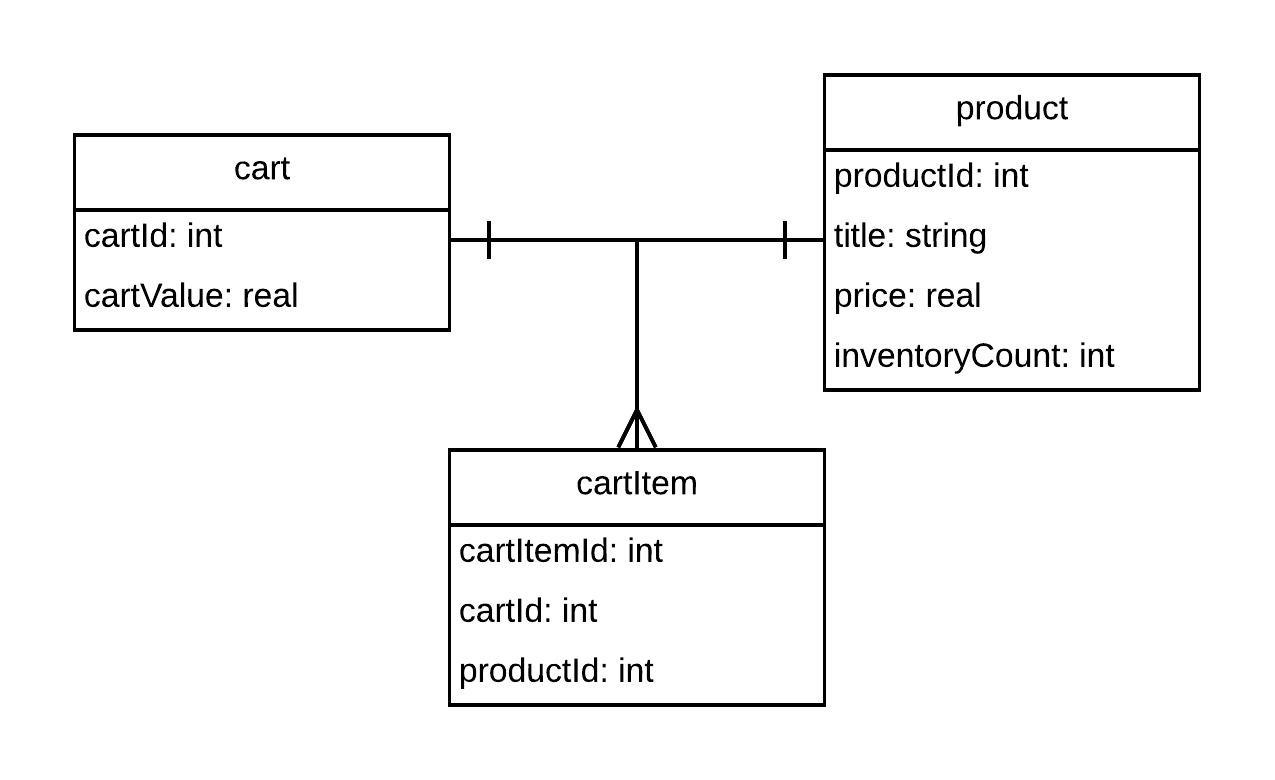 cart
cartId: int
cartValue: real
product
productId: int
title: string
price: real
inventoryCount: int
cartItem
cartItemId: int
cartId: int
productId: int